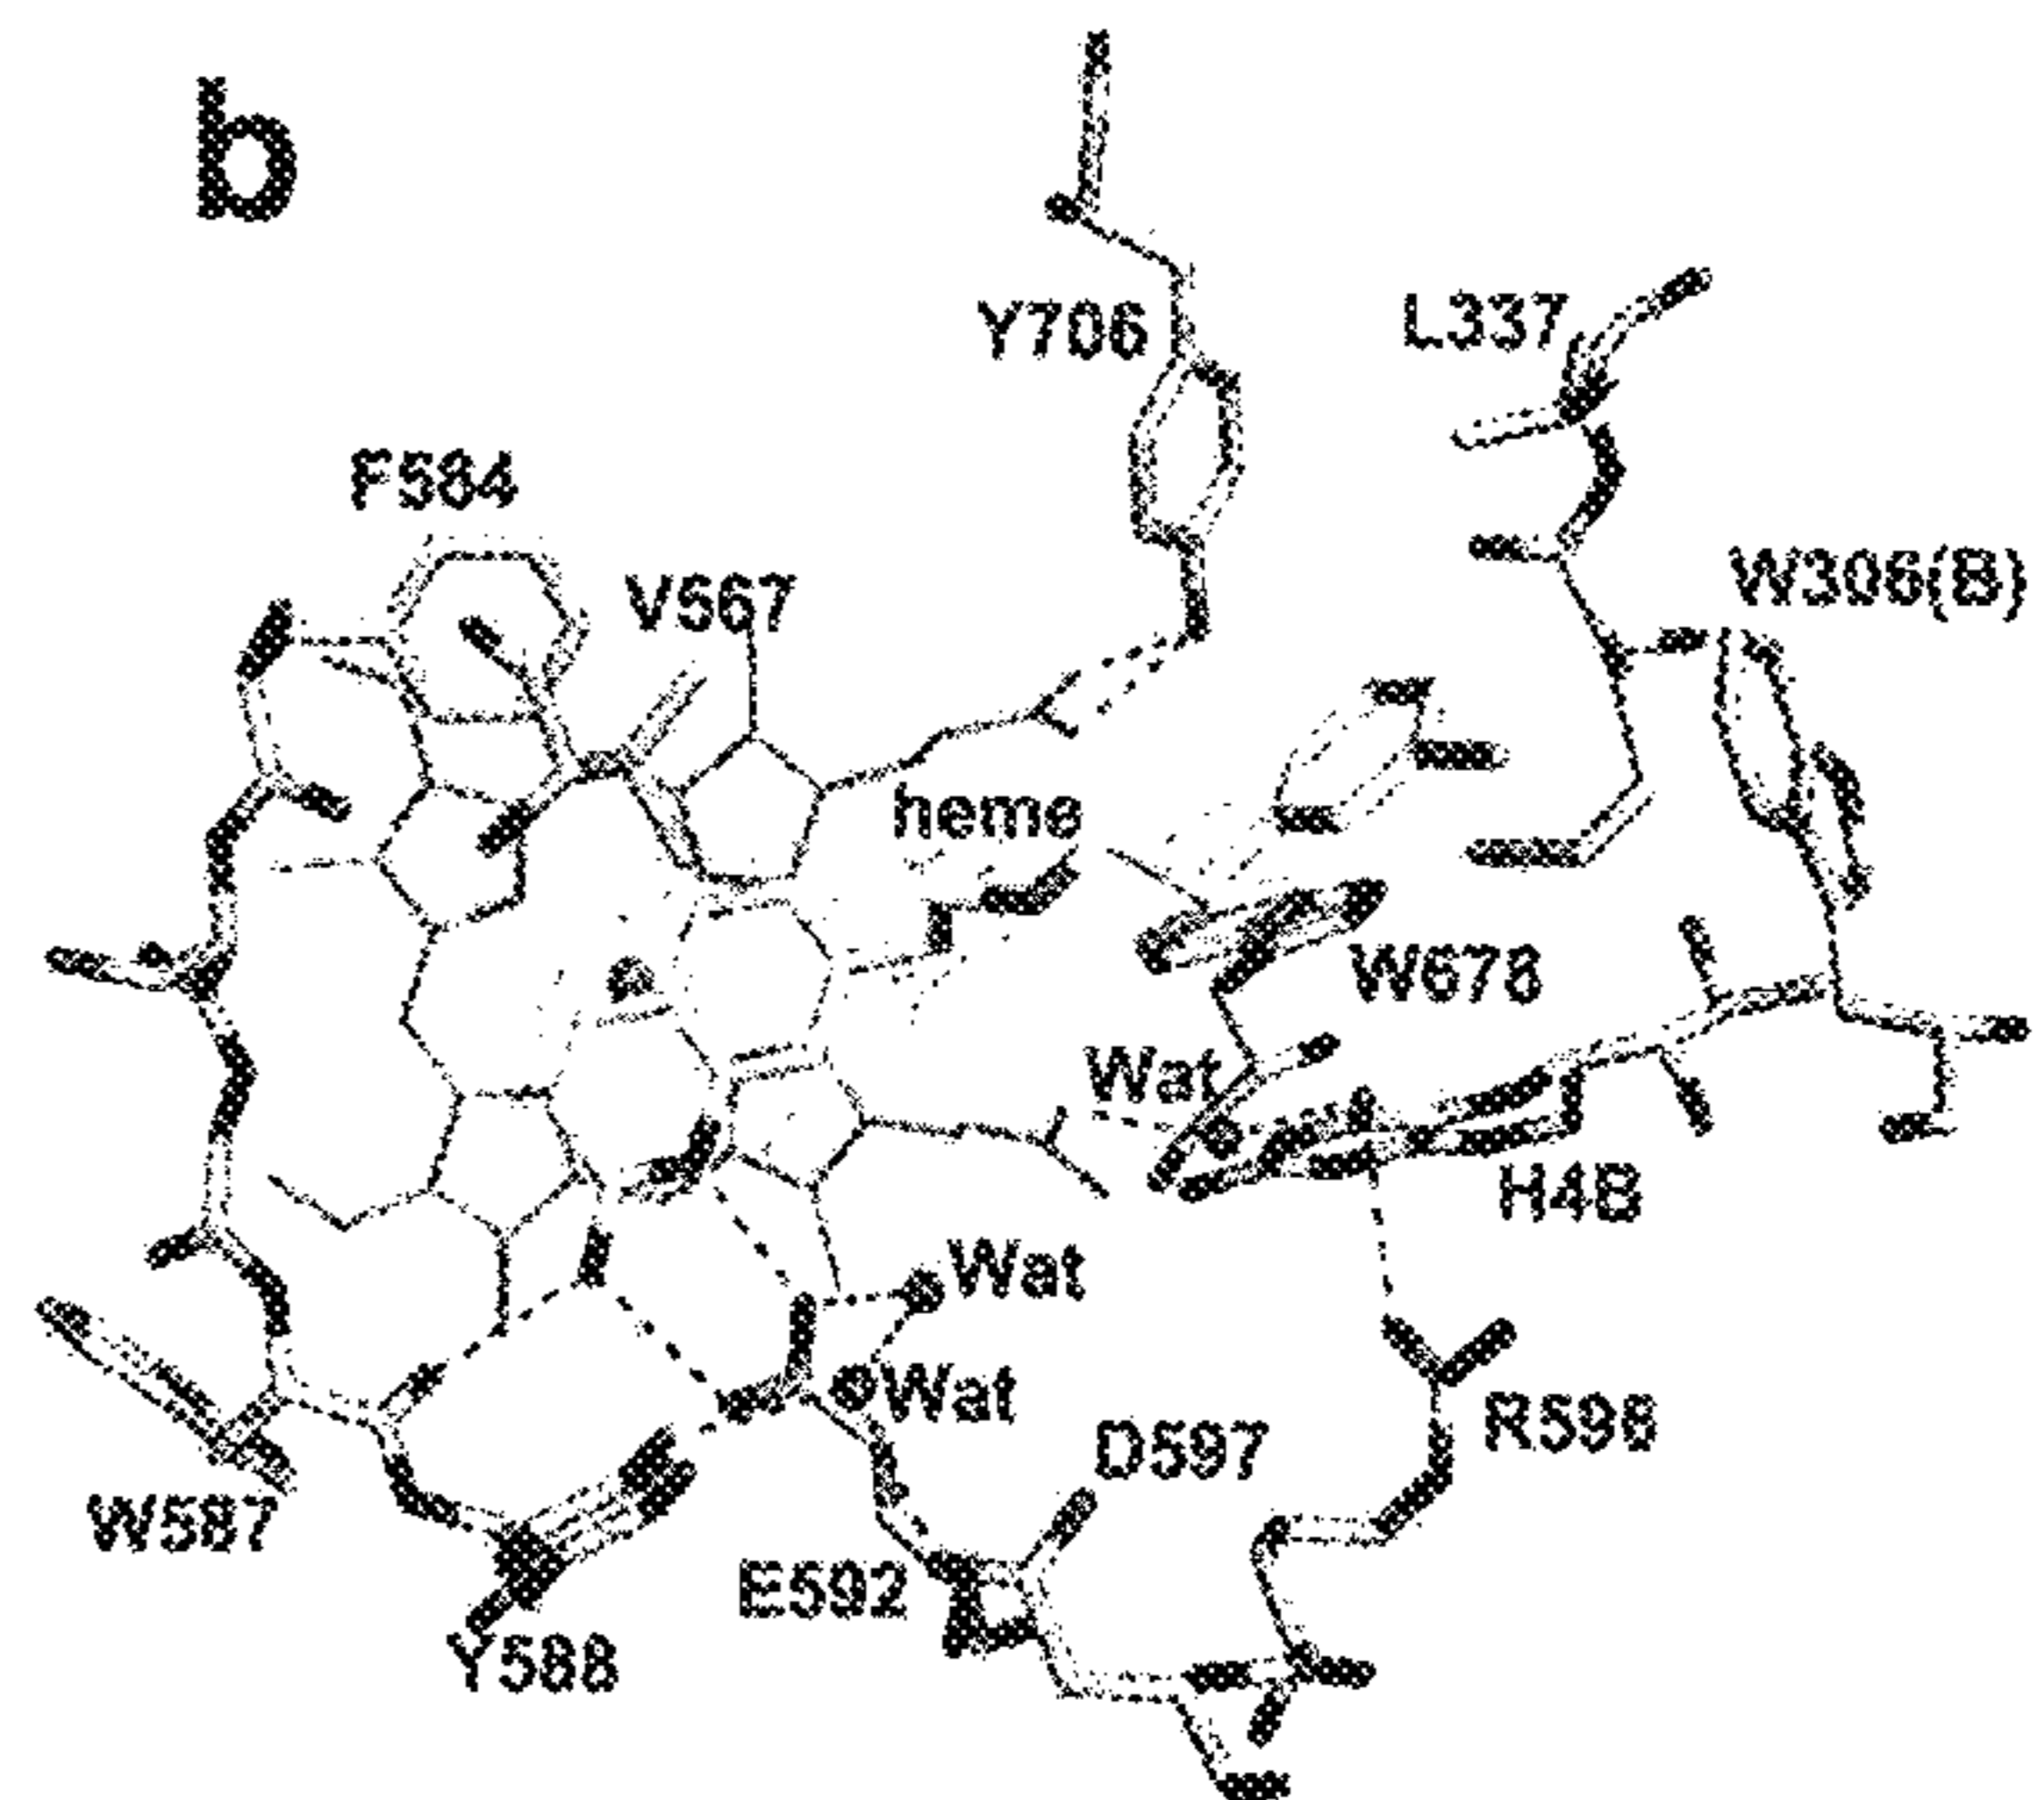 b
Y706
L337
F584
V567
W306(B)
heme
W678
Wat
H4B
Wat
Wat
R596
D597
W587
E592
Y588